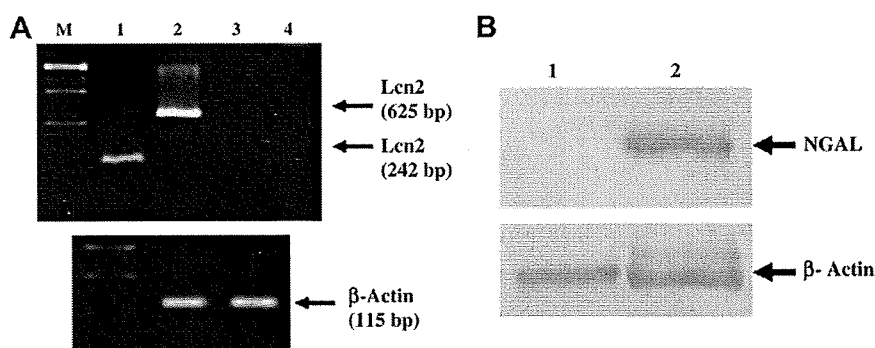 A
M 1 2 3 4
Lcn2
(625 bp)
Lcn2
(242 bp)
β-Actin
(115 bp)
B
1 2
NGAL
β- Actin